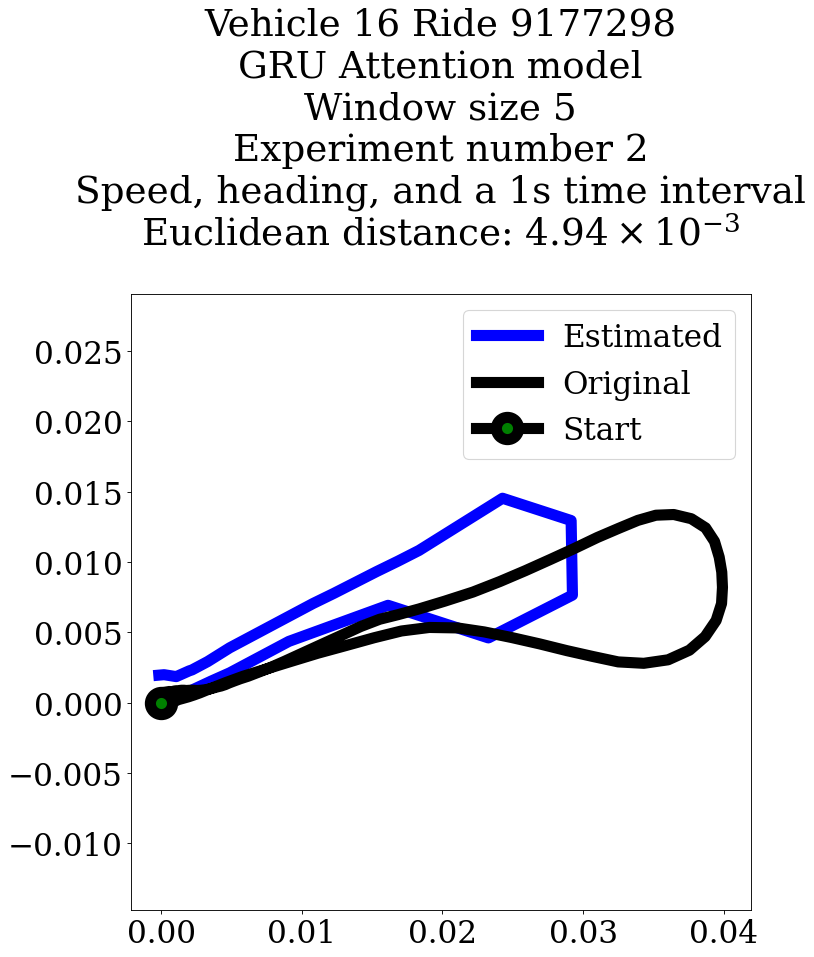 Vehicle 16 Ride 9177298
GRU Attention model
Window size 5
Experiment number 2
Speed, heading, and a 1s time interval
Euclidean distance: 4.94 × 10⁻³
Estimated
Original
Start
0.025
0.020
0.015
0.010
0.005
0.000
−0.005
−0.010
0.00 0.01 0.02 0.03 0.04